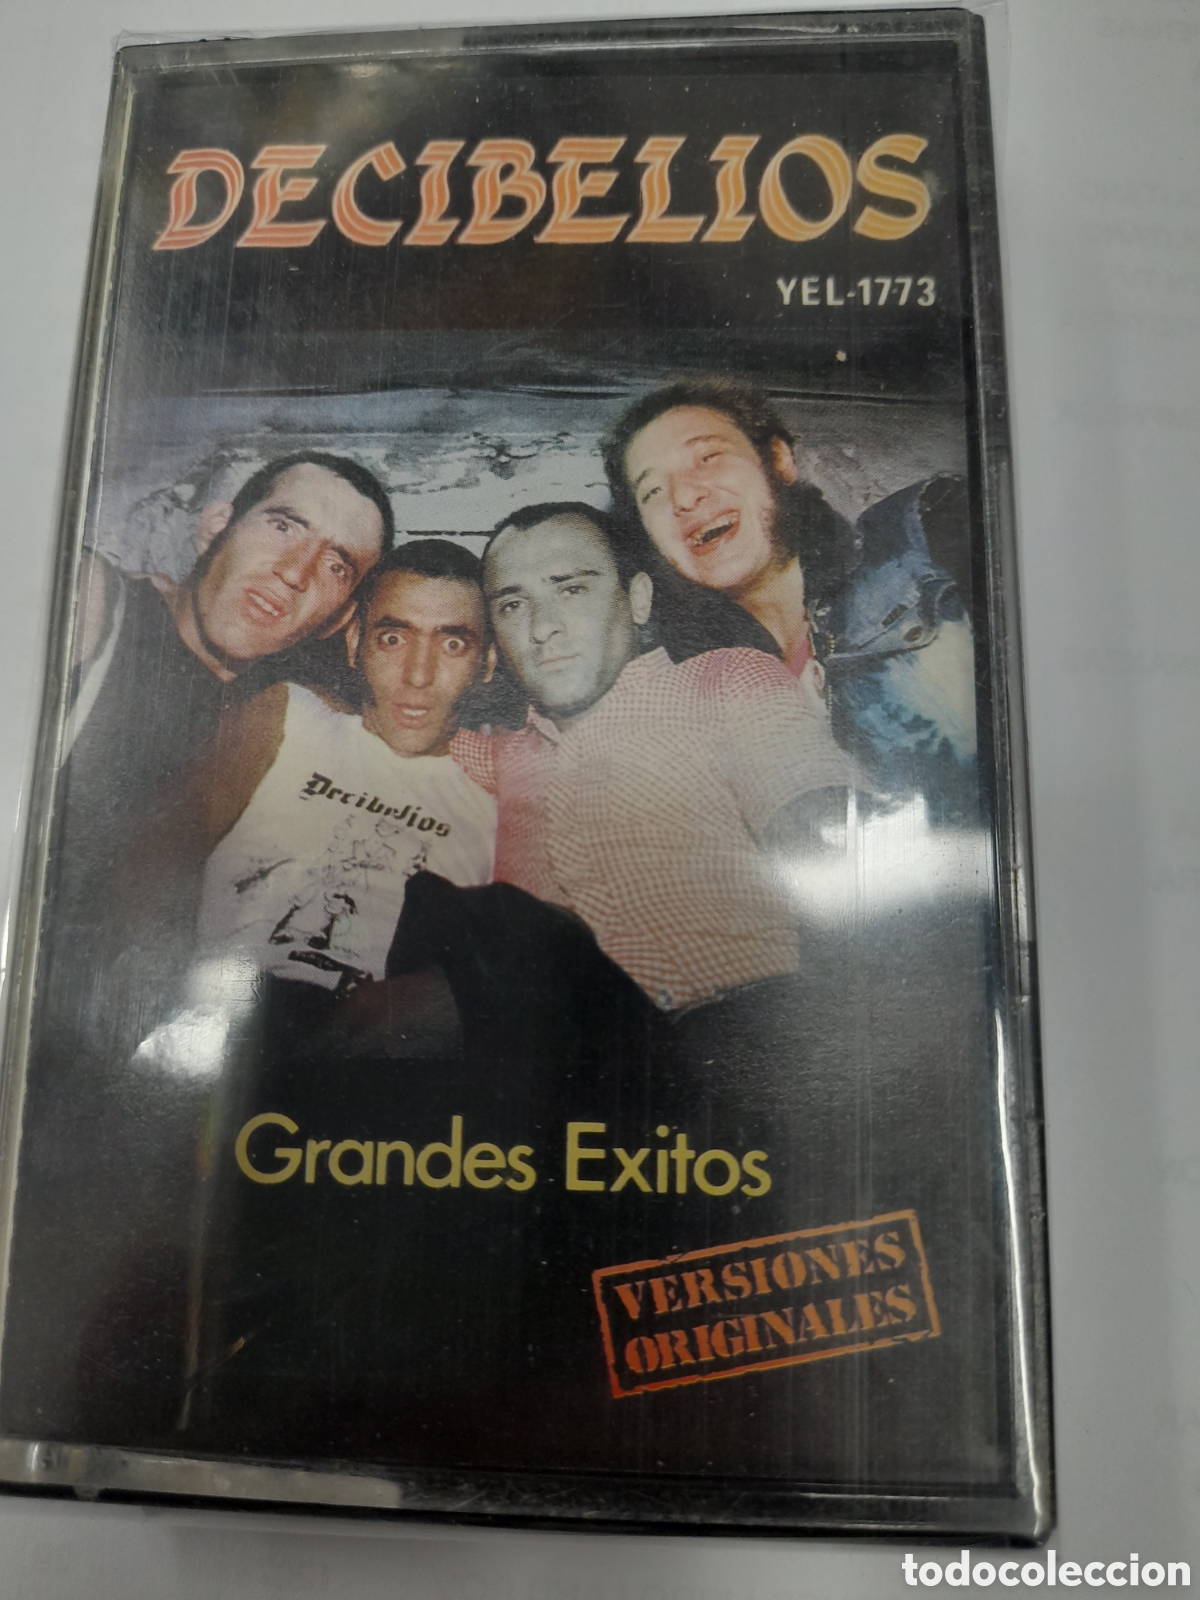 DECIBELIOS
YEL-1773
Decibelios
Grandes Exitos
VERSIONES
ORIGINALES
todocoleccion